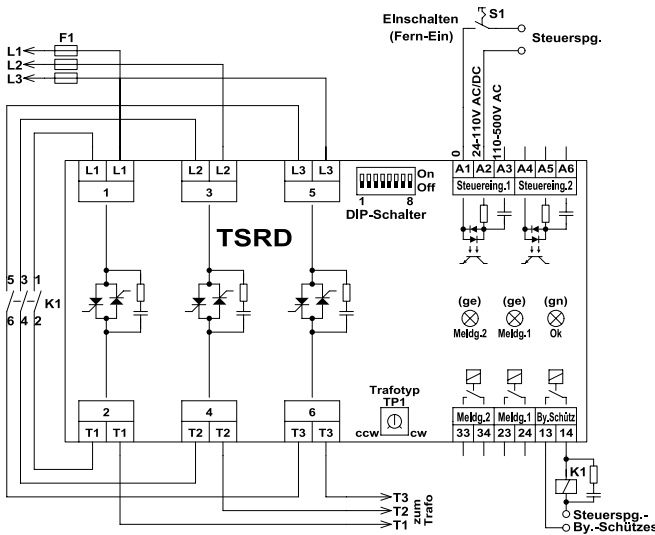 EInschalten
(Fern-Ein)
S1
Steuerspg.
F1
L1
L2
L3
0
24-110V AC/DC
110-500V AC
L1 L1
L2 L2
L3 L3
A1 A2 A3 A4 A5 A6
1
3
5
On
Off
1 8
DIP-Schalter
Steuereing.1 Steuereing.2
TSRD
5 3 1
K1
6 4 2
(ge) (ge) (gn)
Meldg.2 Meldg.1 Ok
Trafotyp
TP1
ccw cw
2
4
6
T1 T1
T2 T2
T3 T3
Meldg.2 Meldg.1 By.Schütz
33 34 23 24 13 14
K1
T3
T2
T1
zum
Trafo
Steuerspg.-
By.-Schützes